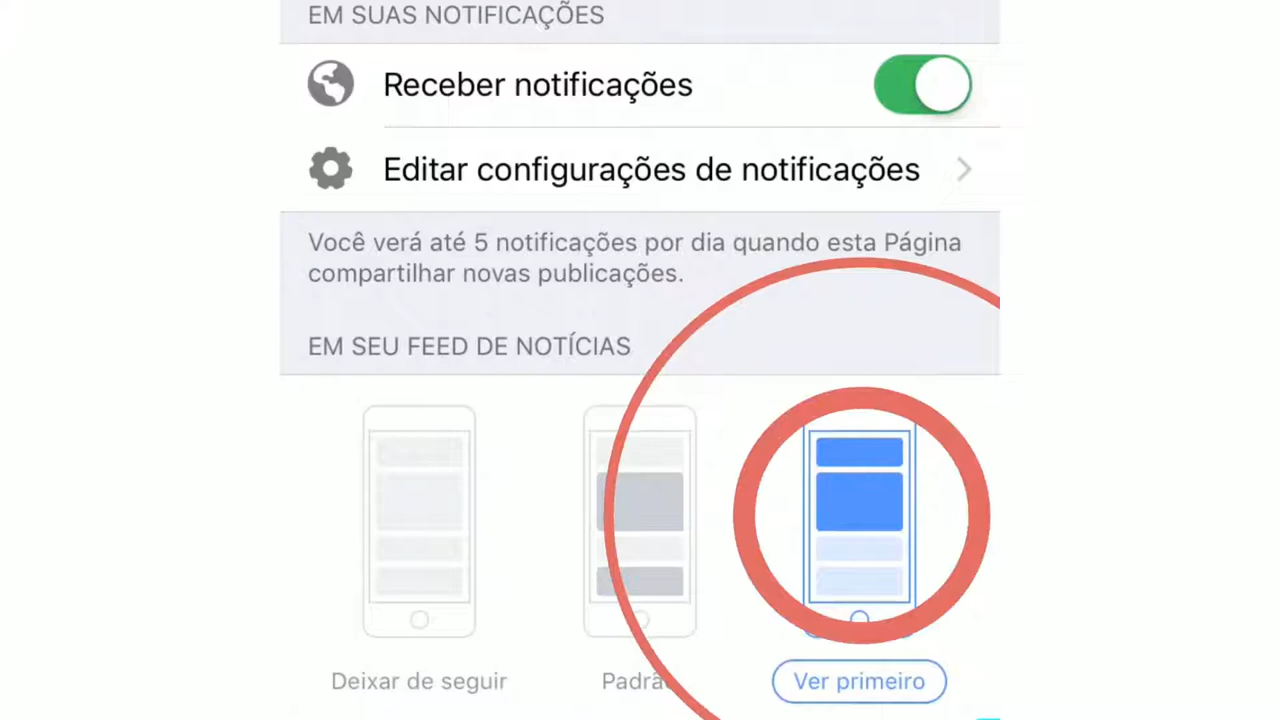 EM SUAS NOTIFICAÇÕES
Receber notificações
Editar configurações de notificações
Você verá até 5 notificações por dia quando esta Página
compartilhar novas publicações.
EM SEU FEED DE NOTÍCIAS
Deixar de seguir
Padrão
Ver primeiro